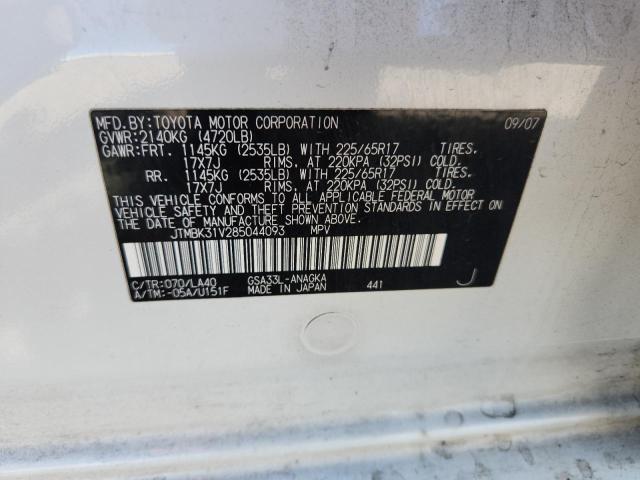 MFD.BY:TOYOTA MOTOR CORPORATION 09/07
GVWR:2140KG (4720LB)
GAWR:FRT. 1145KG (2535LB) WITH 225/65R17 TIRES.
17X7J RIMS, AT 220KPA (32PSI) COLD.
RR. 1145KG (2535LB) WITH 225/65R17 TIRES.
17X7J RIMS, AT 220KPA (32PSI) COLD.
THIS VEHICLE CONFORMS TO ALL APPLICABLE FEDERAL MOTOR
VEHICLE SAFETY AND THEFT PREVENTION STANDARDS IN EFFECT ON
THE DATE OF MANUFACTURE SHOWN ABOVE.
JTMBK31V285044093 MPV
C/TR:070/LA40 GSA33L-ANAGKA J
A/TM:-05A/U151F MADE IN JAPAN 441